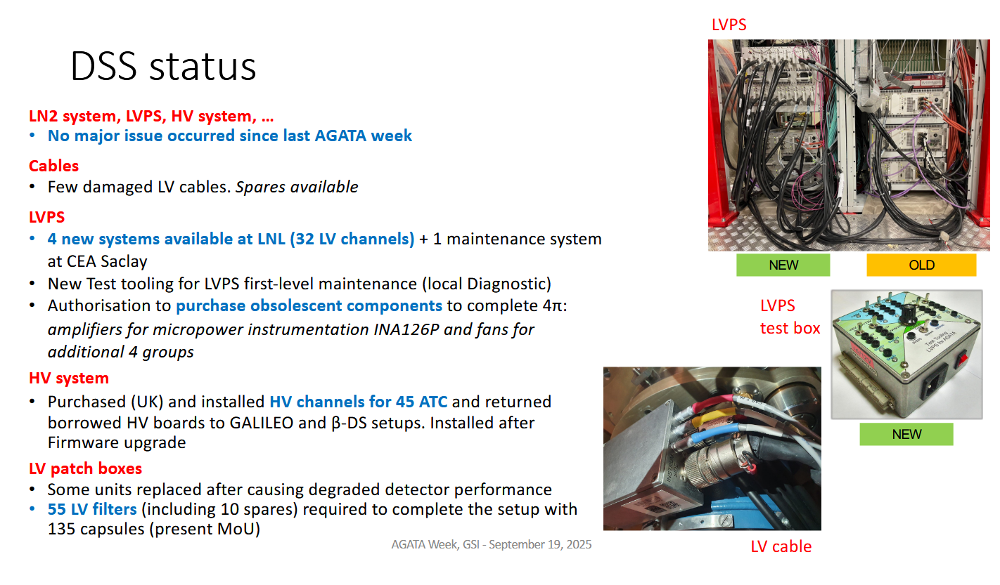 DSS status
LN2 system, LVPS, HV system, ...
• No major issue occurred since last AGATA week
Cables
• Few damaged LV cables. Spares available
LVPS
• 4 new systems available at LNL (32 LV channels) + 1 maintenance system
at CEA Saclay
• New Test tooling for LVPS first-level maintenance (local Diagnostic)
• Authorisation to purchase obsolescent components to complete 4π:
amplifiers for micropower instrumentation INA126P and fans for
additional 4 groups
HV system
• Purchased (UK) and installed HV channels for 45 ATC and returned
borrowed HV boards to GALILEO and β-DS setups. Installed after
Firmware upgrade
LV patch boxes
• Some units replaced after causing degraded detector performance
• 55 LV filters (including 10 spares) required to complete the setup with
135 capsules (present MoU)
LVPS
NEW
OLD
LVPS
test box
Test Tooling
LVPS for AGATA
NEW
LV cable
AGATA Week, GSI - September 19, 2025